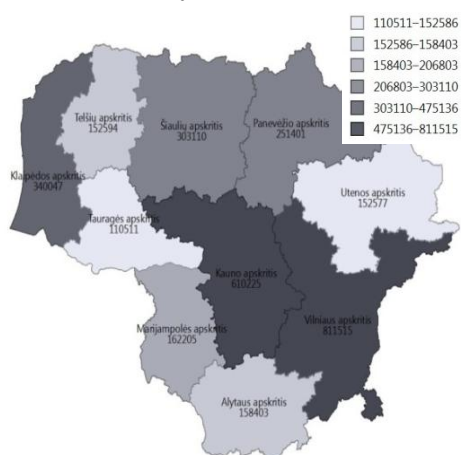 110511–152586
152586–158403
158403–206803
206803–303110
303110–475136
475136–811515
Telšių apskritis
152594
Šiaulių apskritis
303110
Panevėžio apskritis
251401
Klaipėdos apskritis
340047
Utenos apskritis
152577
Tauragės apskritis
110511
Kauno apskritis
610225
Vilniaus apskritis
811515
Marijampolės apskritis
162205
Alytaus apskritis
158403